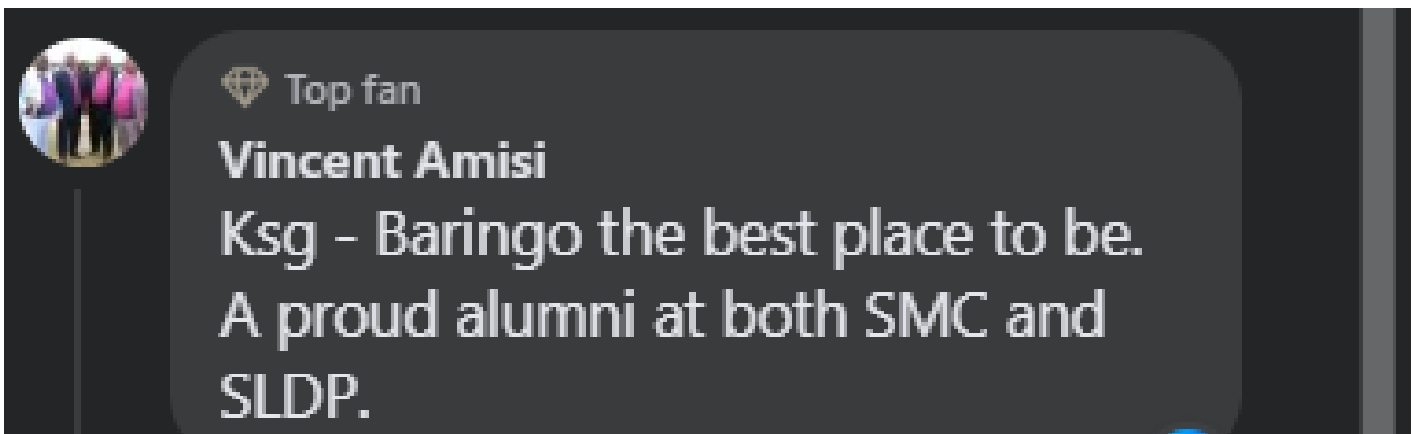 Top fan
Vincent Amisi
Ksg - Baringo the best place to be.
A proud alumni at both SMC and
SLDP.